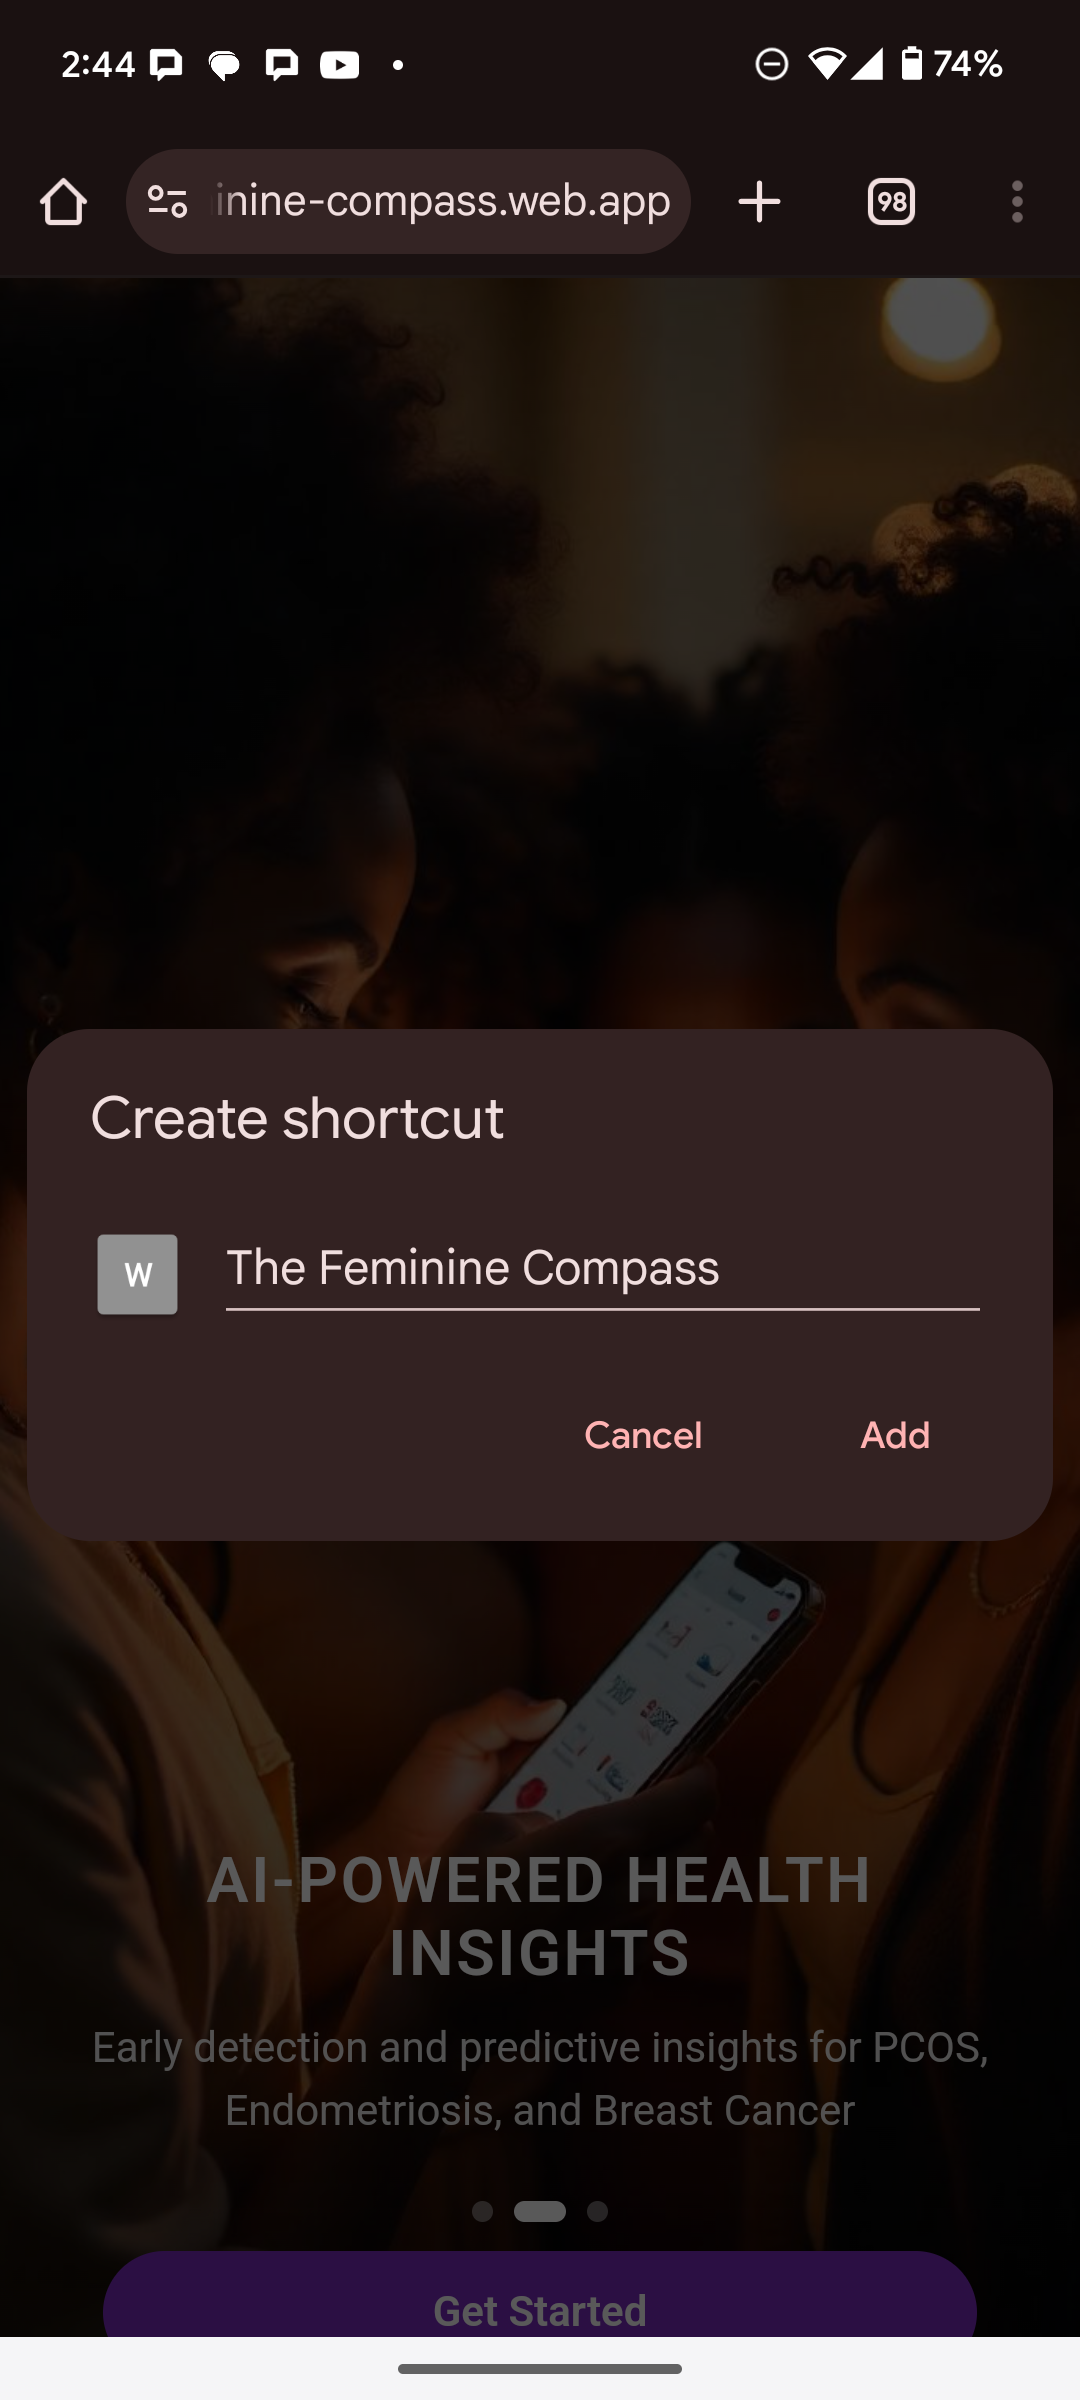 2:44
74%
inine-compass.web.app
98
Create shortcut
W
The Feminine Compass
Cancel
Add
AI-POWERED HEALTH
INSIGHTS
Early detection and predictive insights for PCOS,
Endometriosis, and Breast Cancer
Get Started